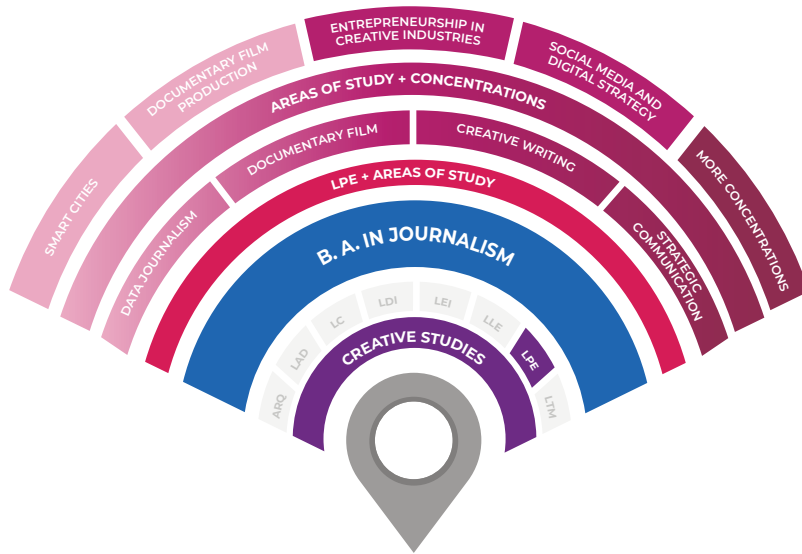 ENTREPRENEURSHIP IN
CREATIVE INDUSTRIES
DOCUMENTARY FILM
PRODUCTION
SOCIAL MEDIA AND
DIGITAL STRATEGY
SMART CITIES
MORE CONCENTRATIONS
AREAS OF STUDY + CONCENTRATIONS
DATA JOURNALISM
DOCUMENTARY FILM
CREATIVE WRITING
STRATEGIC
COMMUNICATION
LPE + AREAS OF STUDY
B. A. IN JOURNALISM
ARQ
LAD
LC
LDI
LEI
LLE
LPE
LTM
CREATIVE STUDIES